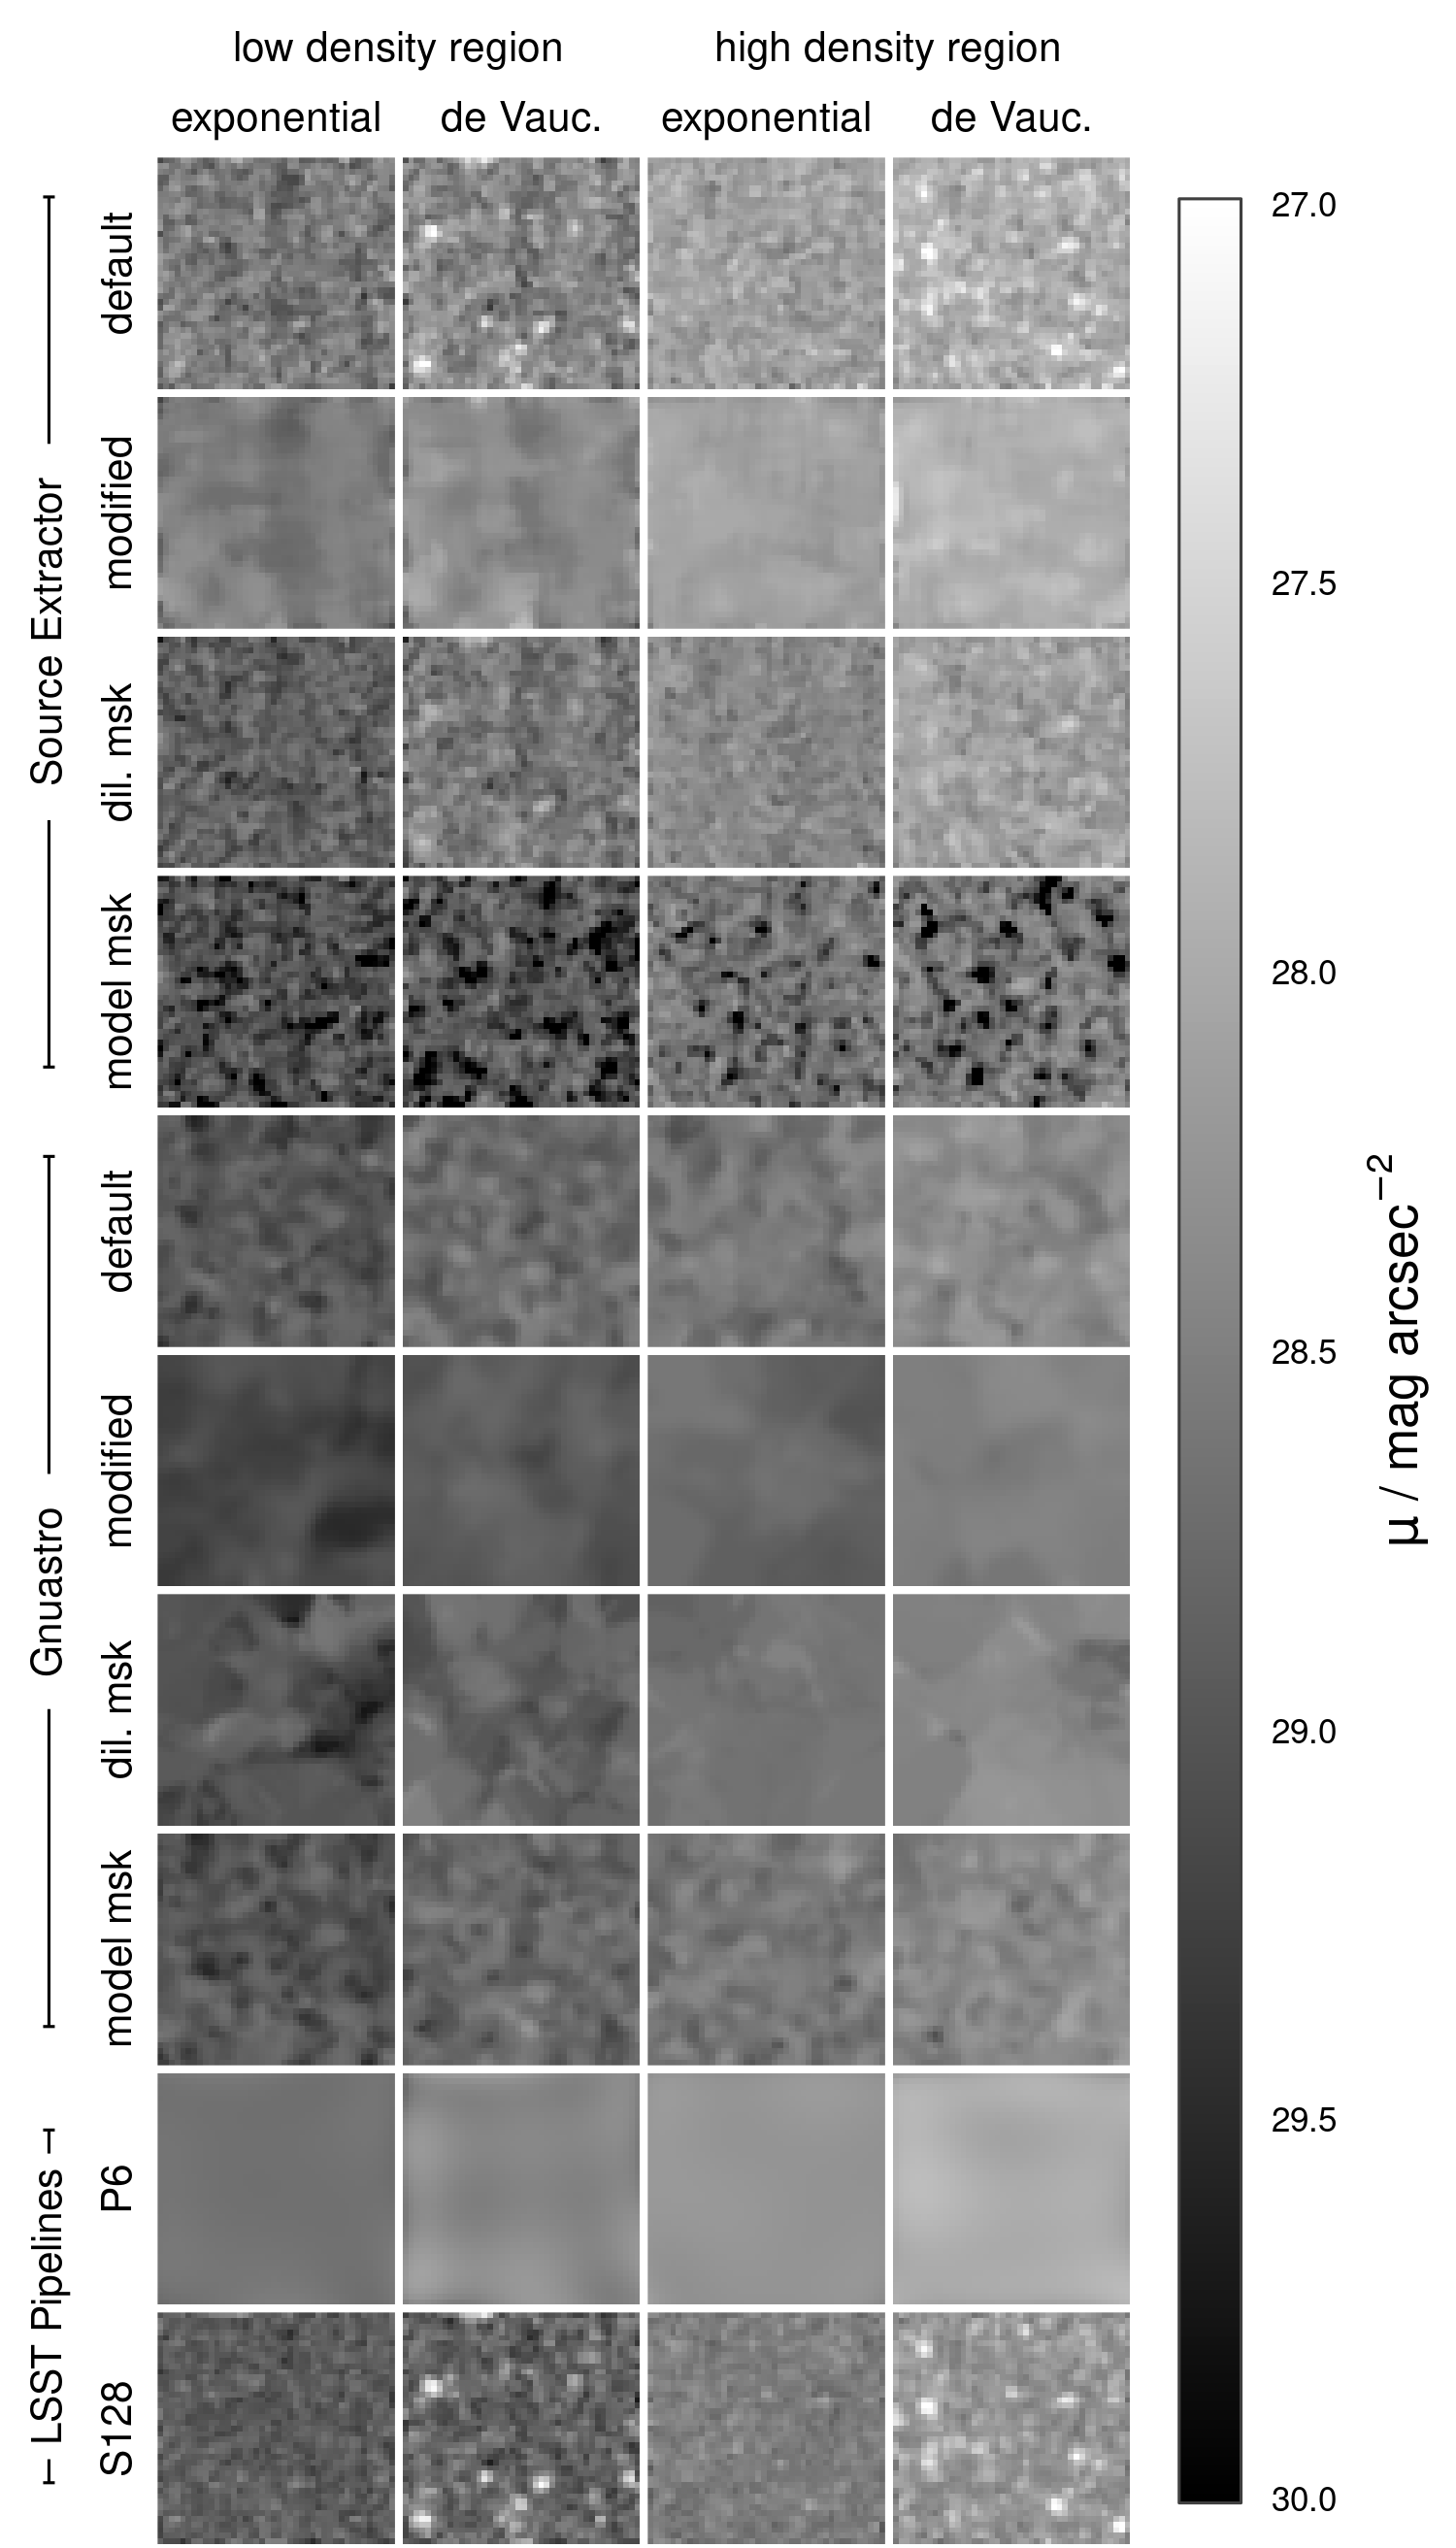 low density region high density region
exponential de Vauc. exponential de Vauc.
Source Extractor
default
modified
dil. msk
model msk
Gnuastro
default
modified
dil. msk
model msk
LSST Pipelines
P6
S128
27.0
27.5
28.0
28.5
29.0
29.5
30.0
µ / mag arcsec⁻²